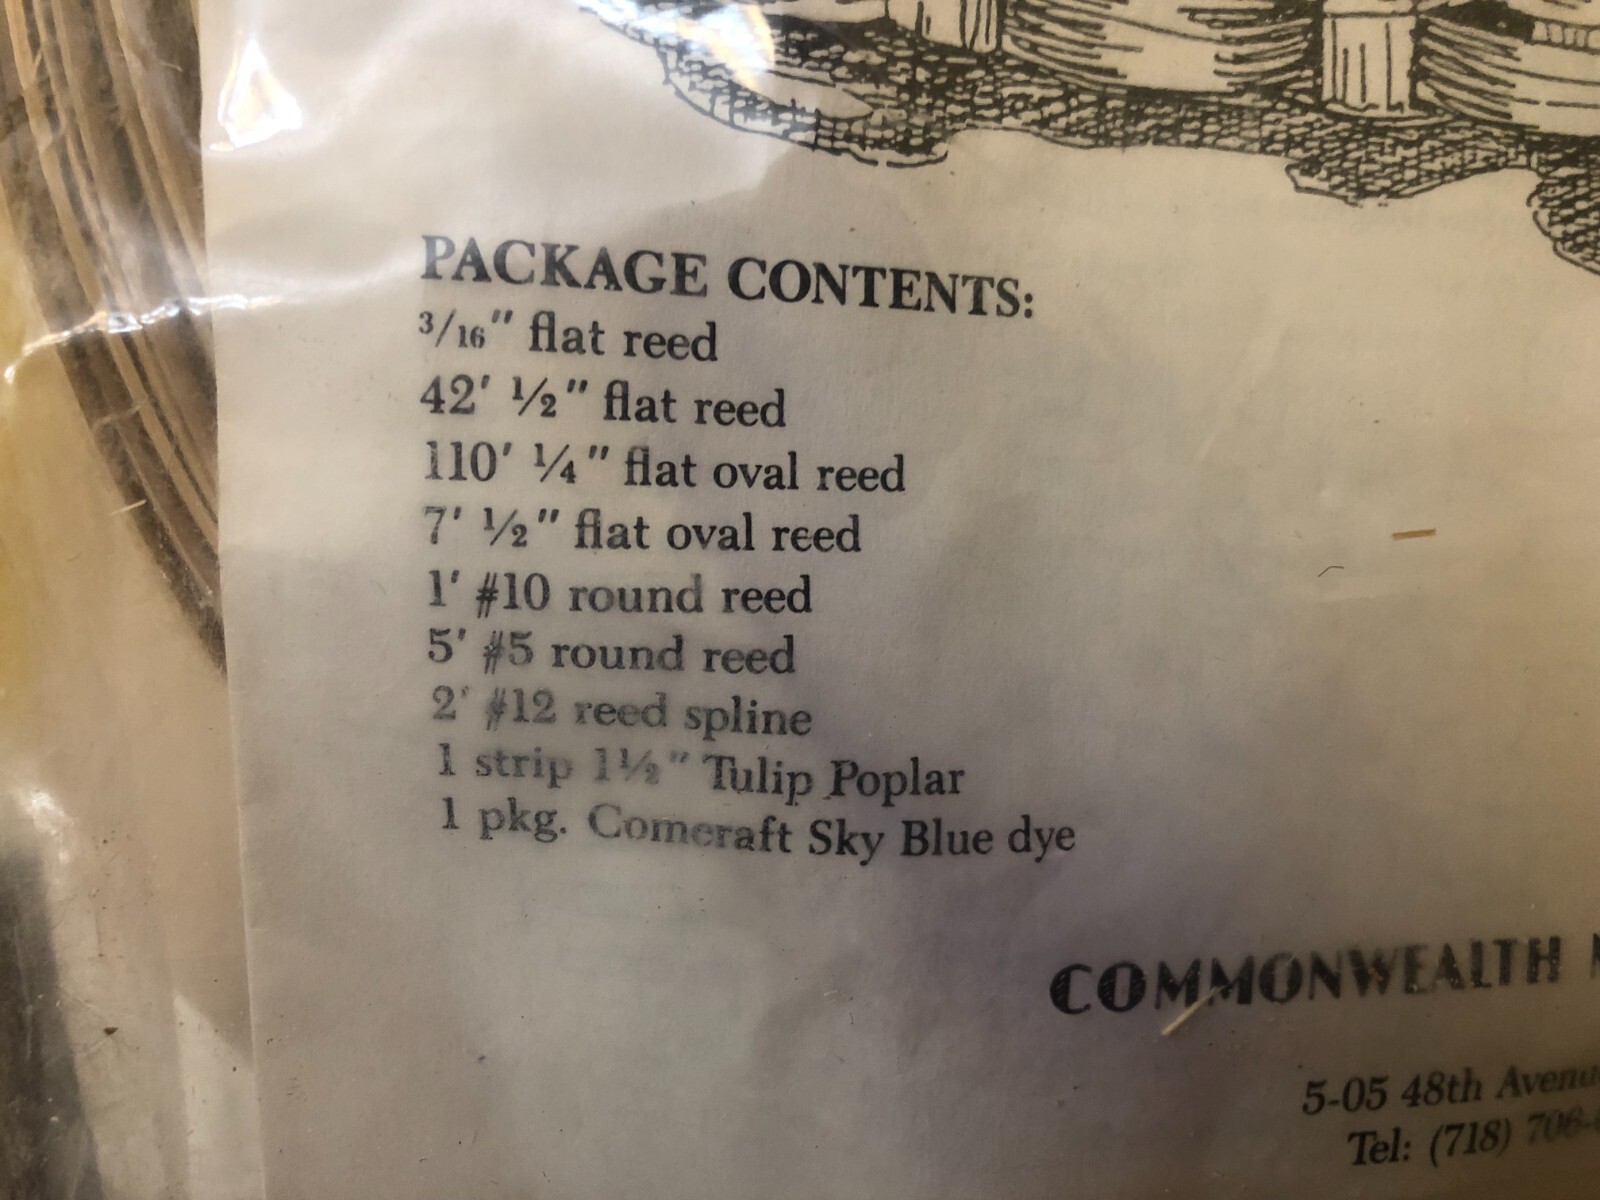 PACKAGE CONTENTS:
3/16" flat reed
42' ½" flat reed
110' ¼" flat oval reed
7' ½" flat oval reed
1' #10 round reed
5' #5 round reed
2' #12 reed spline
1 strip 1½" Tulip Poplar
1 pkg. Comcraft Sky Blue dye
COMMONWEALTH
5-05 48th Avenue
Tel: (718) 706-